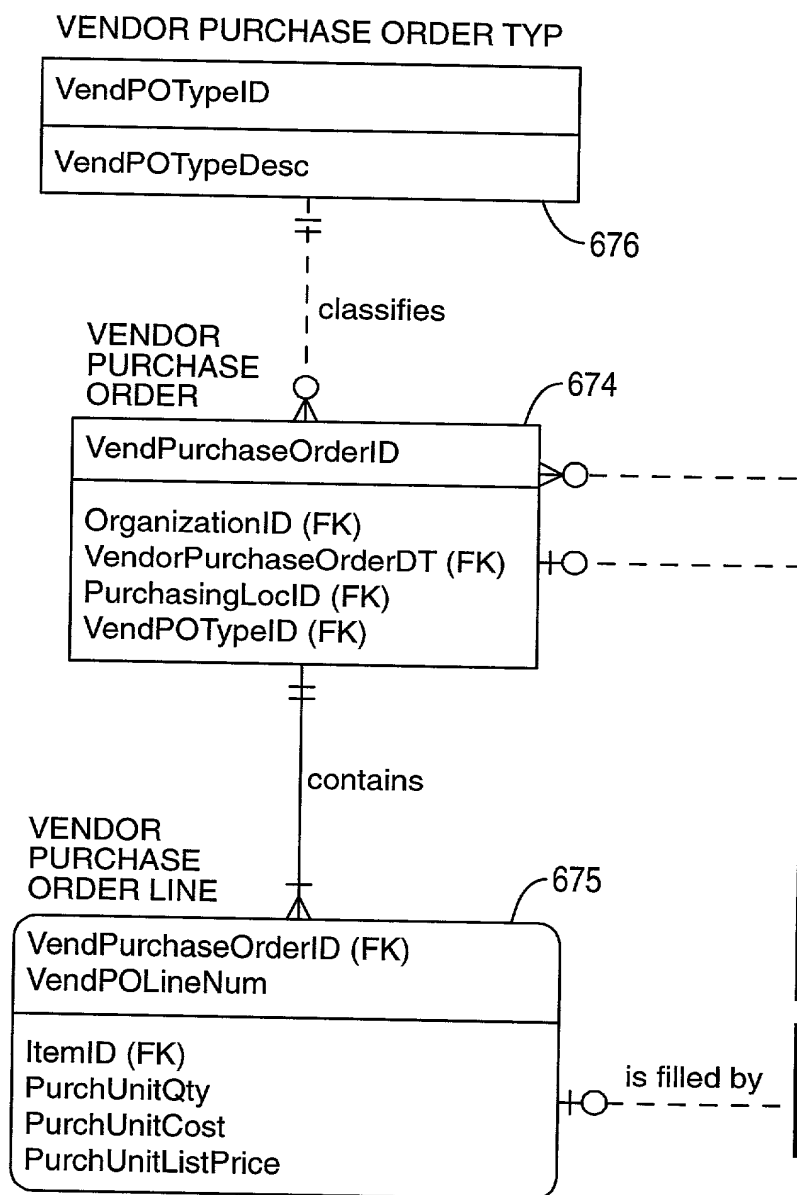 VENDOR PURCHASE ORDER TYP
VendPOTypeID
VendPOTypeDesc
676
classifies
VENDOR
PURCHASE
ORDER
674
VendPurchaseOrderID
OrganizationID (FK)
VendorPurchaseOrderDT (FK)
PurchasingLocID (FK)
VendPOTypeID (FK)
contains
VENDOR
PURCHASE
ORDER LINE
675
VendPurchaseOrderID (FK)
VendPOLineNum
ItemID (FK)
PurchUnitQty
PurchUnitCost
PurchUnitListPrice
is filled by